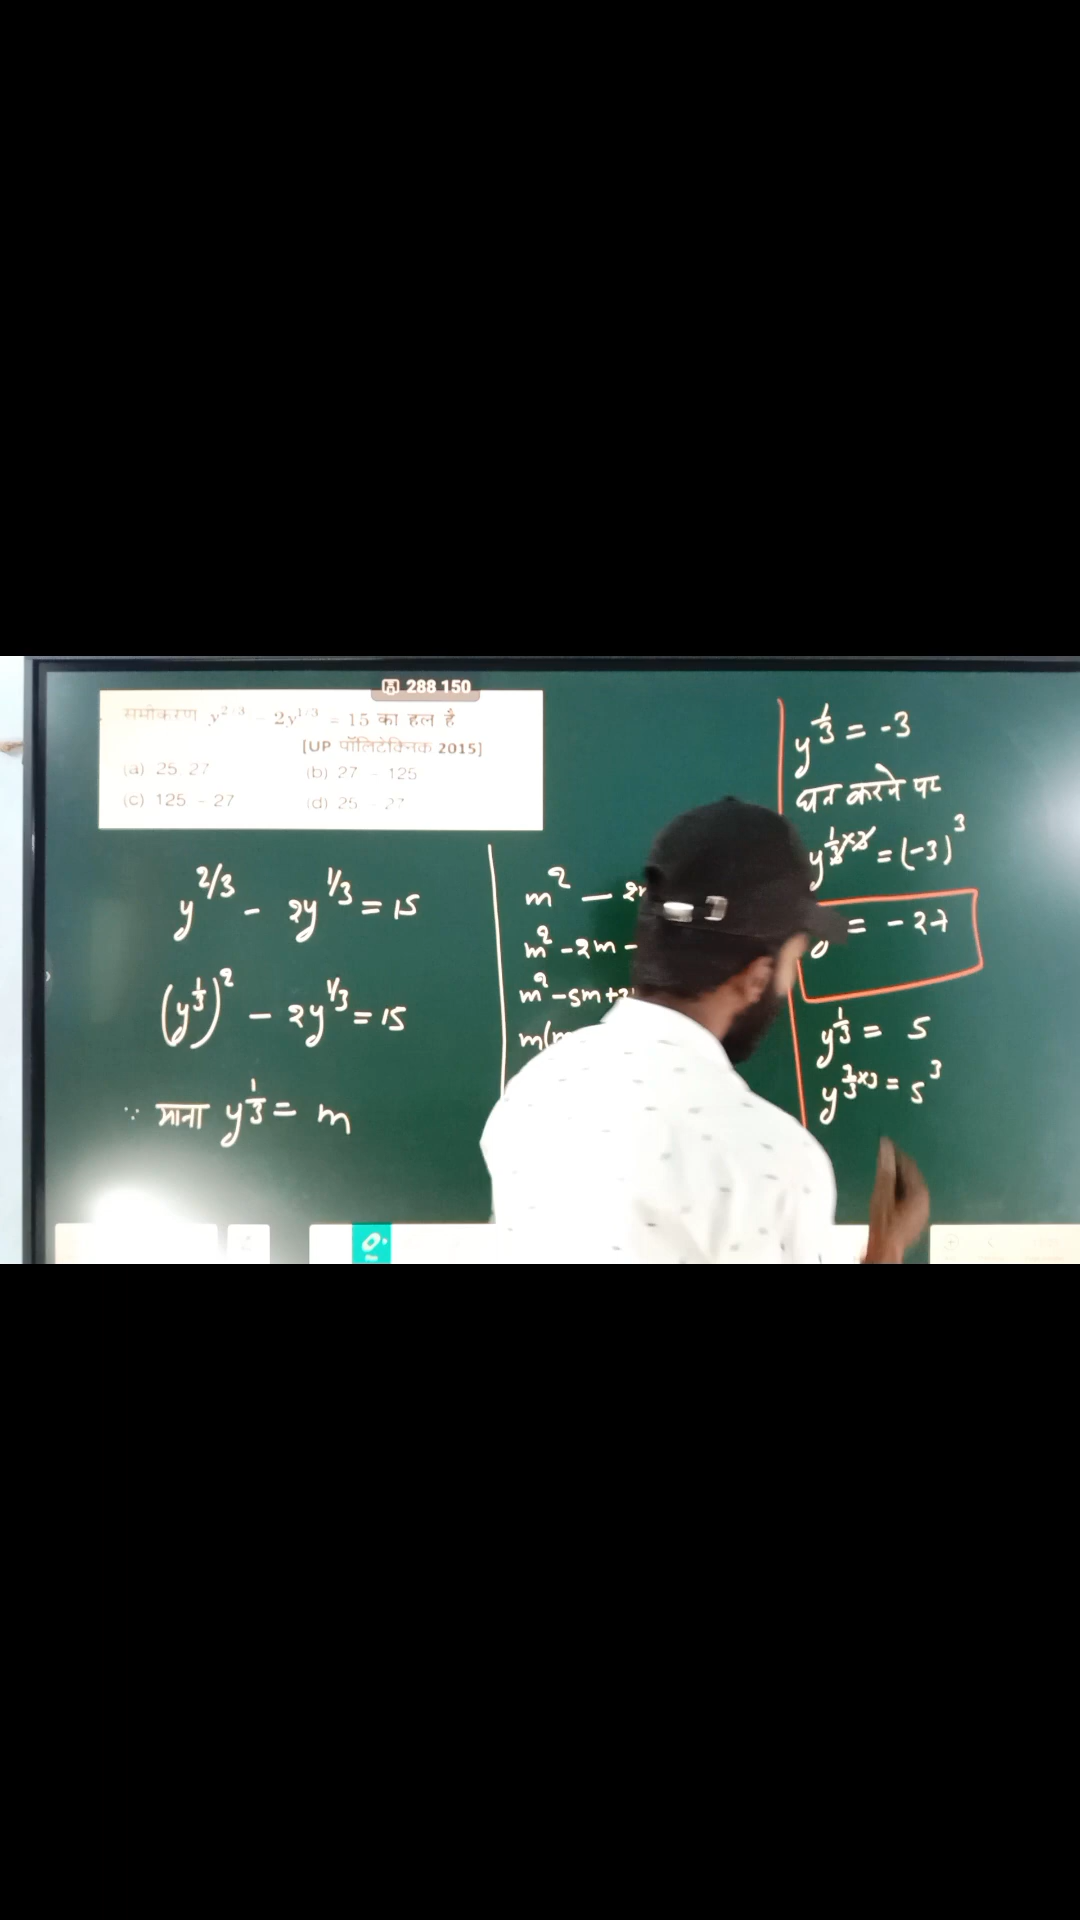 288 150
समीकरण y^{2/3} - 2y^{1/3} = 15 का हल है
[UP पॉलिटेक्निक 2015]
(a) 25 27
(b) 27 - 125
(c) 125 - 27
(d) 25 - 27
y^{2/3} - 2y^{1/3} = 15
(y^{1/3})^2 - 2y^{1/3} = 15
∵ माना y^{1/3} = m
m^2 - 2
m^2 - 2m -
m^2 - 5m +
m(
y^{1/3} = -3
घन करने पर
y^{1/3×3} = (-3)^3
= -27
y^{1/3} = 5
y^{1/3×3} = 5^3